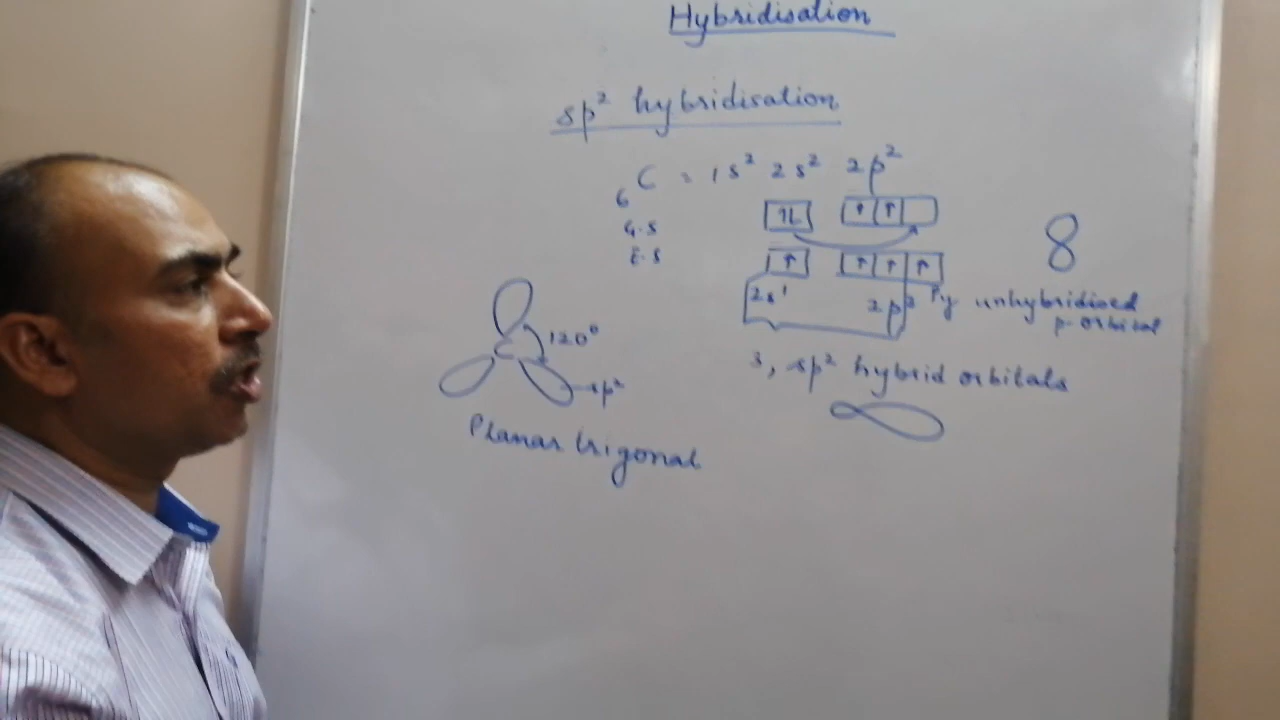 Hybridisation
sp² hybridisation
₆C = 1s² 2s² 2p²
G.S ↑↓ ↑ ↑
E.S ↑ ↑ ↑ ↑
2s¹ 2p³ Py unhybridised
p-orbital
3, sp² hybrid orbitals
120°
C
sp²
Planar trigonal